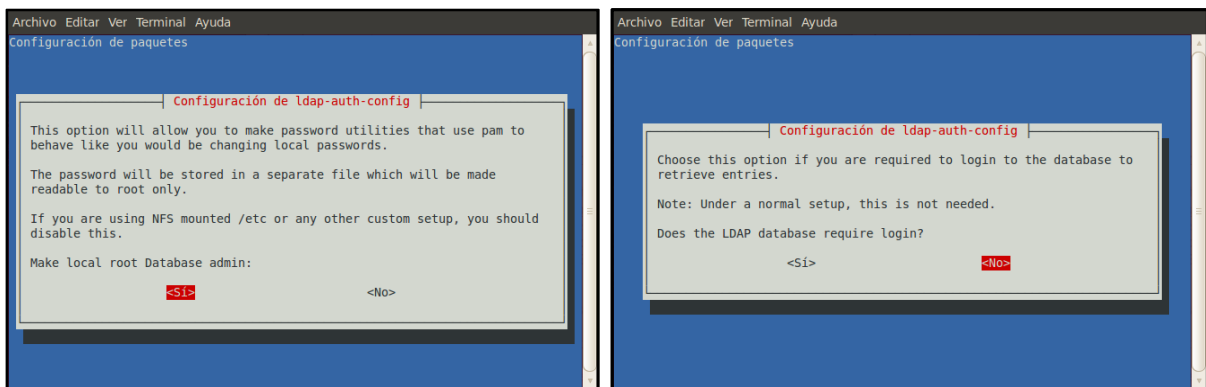 Archivo Editar Ver Terminal Ayuda
Configuración de paquetes
Configuración de ldap-auth-config
This option will allow you to make password utilities that use pam to
behave like you would be changing local passwords.
The password will be stored in a separate file which will be made
readable to root only.
If you are using NFS mounted /etc or any other custom setup, you should
disable this.
Make local root Database admin:
<Sí> <No>
Archivo Editar Ver Terminal Ayuda
Configuración de paquetes
Configuración de ldap-auth-config
Choose this option if you are required to login to the database to
retrieve entries.
Note: Under a normal setup, this is not needed.
Does the LDAP database require login?
<Sí> <No>